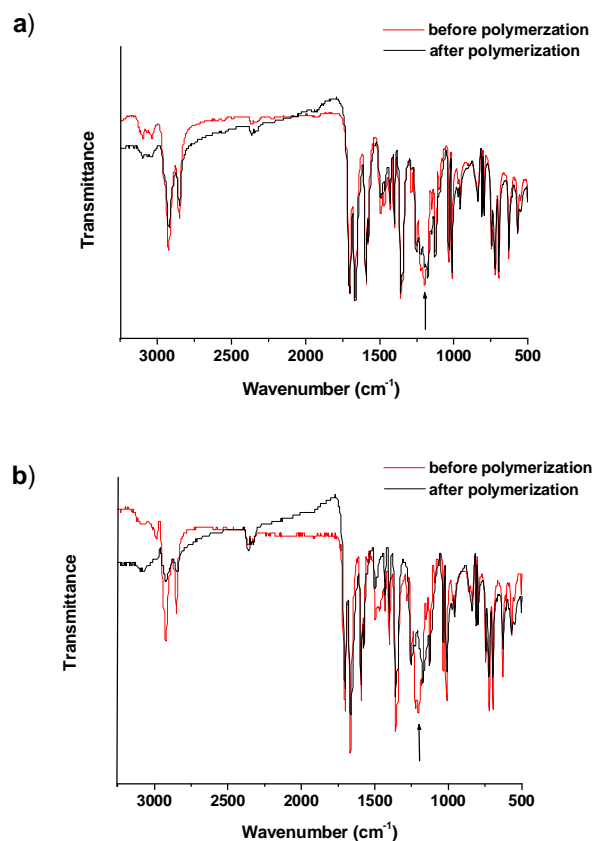 a)
before polymerzation
after polymerization
Transmittance
3000 2500 2000 1500 1000 500
Wavenumber (cm⁻¹)
b)
before polymerization
after polymerization
Transmittance
3000 2500 2000 1500 1000 500
Wavenumber (cm⁻¹)